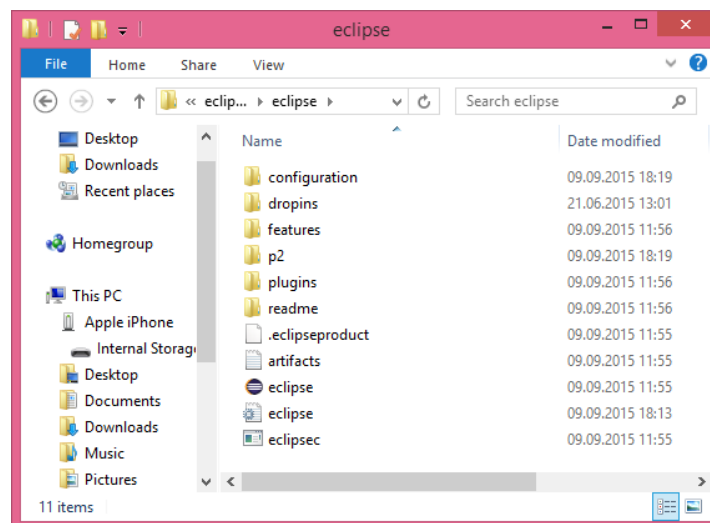 eclipse
File Home Share View
« eclip... eclipse Search eclipse
Desktop
Downloads
Recent places
Homegroup
This PC
Apple iPhone
Internal Storag
Desktop
Documents
Downloads
Music
Pictures
Name Date modified
configuration 09.09.2015 18:19
dropins 21.06.2015 13:01
features 09.09.2015 11:56
p2 09.09.2015 18:19
plugins 09.09.2015 11:56
readme 09.09.2015 11:56
.eclipseproduct 09.09.2015 11:55
artifacts 09.09.2015 11:55
eclipse 09.09.2015 11:55
eclipse 09.09.2015 18:13
eclipsec 09.09.2015 11:55
11 items